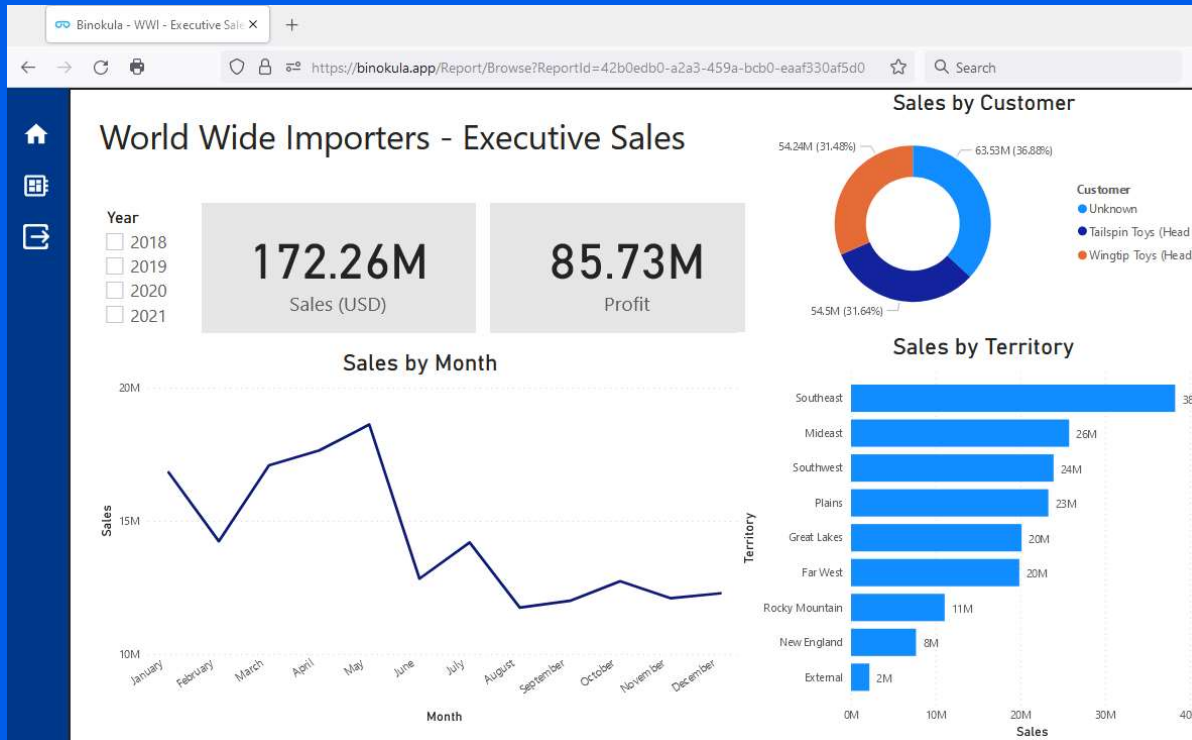 Binokula - WWI - Executive Sale
https://binokula.app/Report/Browse?ReportId=42b0edb0-a2a3-459a-bcb0-eaaf330af5d0
Search
World Wide Importers - Executive Sales
Year
2018
2019
2020
2021
172.26M
Sales (USD)
85.73M
Profit
Sales by Customer
54.24M (31.48%)
63.53M (36.88%)
54.5M (31.64%)
Customer
Unknown
Tailspin Toys (Head
Wingtip Toys (Head
Sales by Month
20M
15M
10M
Sales
January
February
March
April
May
June
July
August
September
October
November
December
Month
Sales by Territory
Territory
Southeast
38
Mideast
26M
Southwest
24M
Plains
23M
Great Lakes
20M
Far West
20M
Rocky Mountain
11M
New England
8M
External
2M
0M
10M
20M
30M
40
Sales